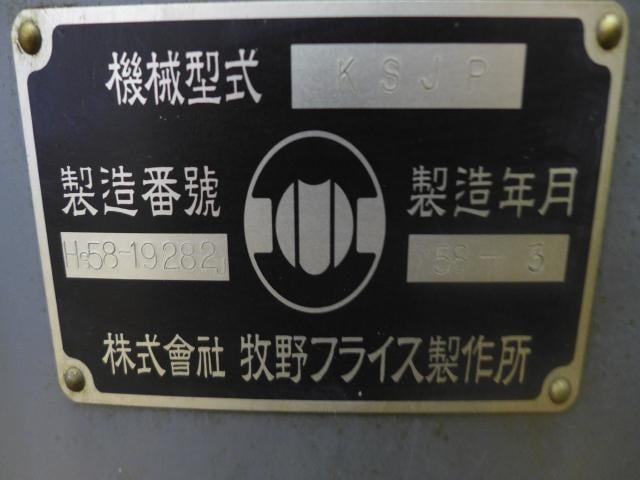 機械型式 KSJP
製造番號 製造年月
H58-19282 58-3
株式會社 牧野フライス製作所